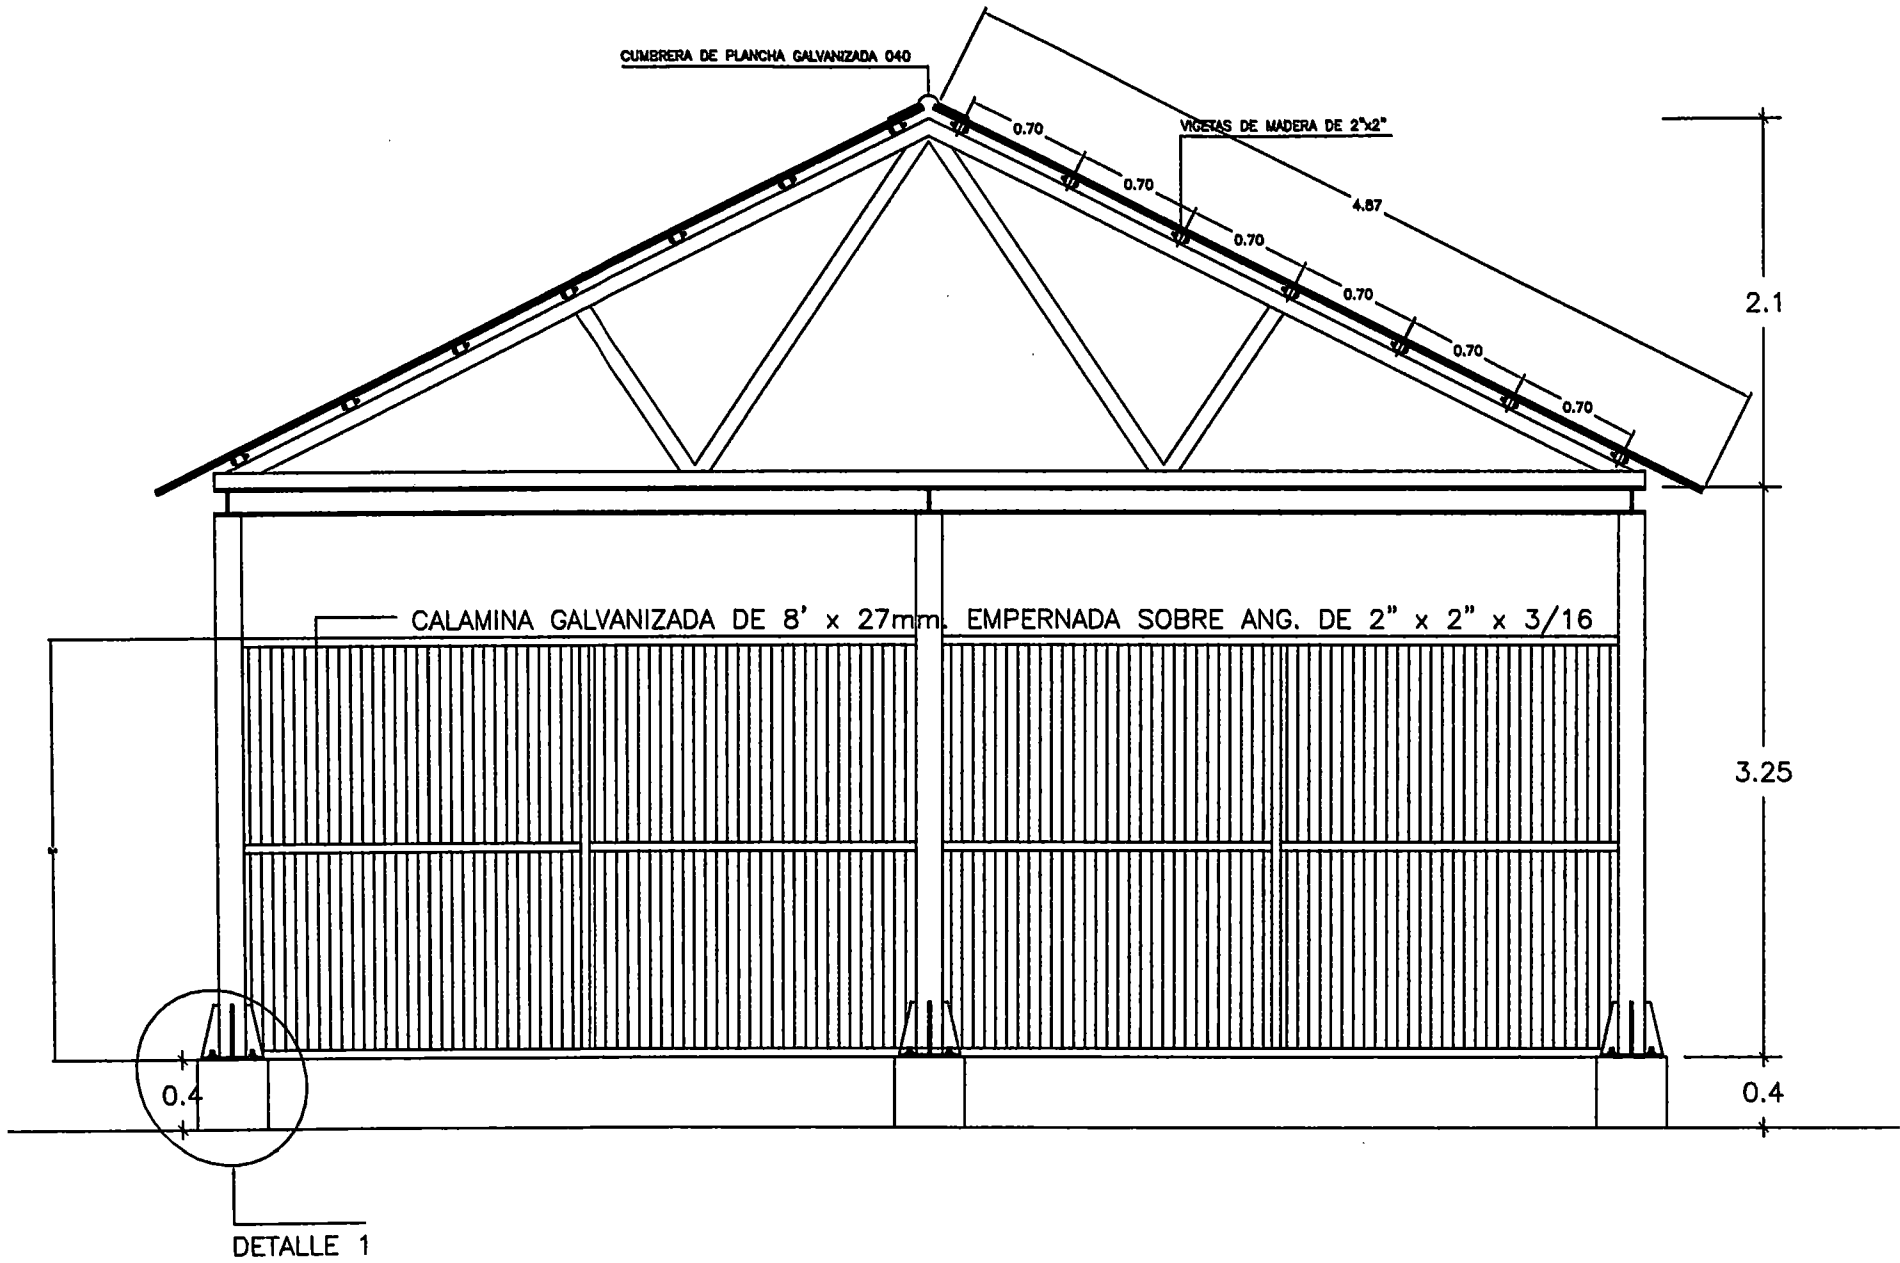 CUMBRERA DE PLANCHA GALVANIZADA 040
0.70
VIGETAS DE MADERA DE 2"x2"
0.70
4.87
0.70
0.70
2.1
0.70
0.70
CALAMINA GALVANIZADA DE 8' x 27mm. EMPERNADA SOBRE ANG. DE 2" x 2" x 3/16
3.25
0.4
0.4
DETALLE 1